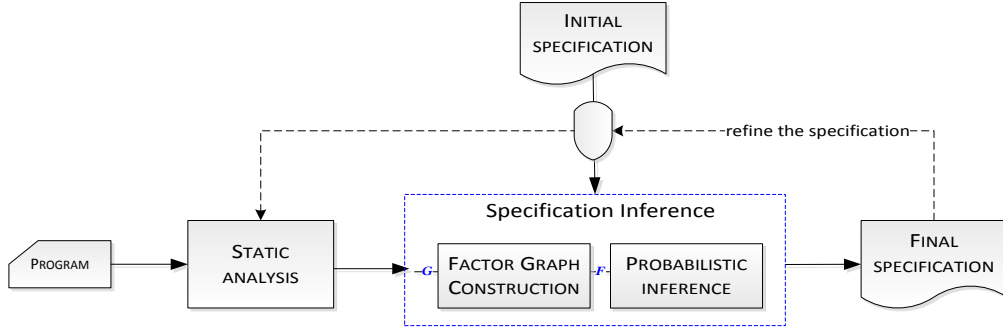 INITIAL
SPECIFICATION
refine the specification
Specification Inference
PROGRAM
STATIC
ANALYSIS
G
FACTOR GRAPH
CONSTRUCTION
F
PROBABILISTIC
INFERENCE
FINAL
SPECIFICATION